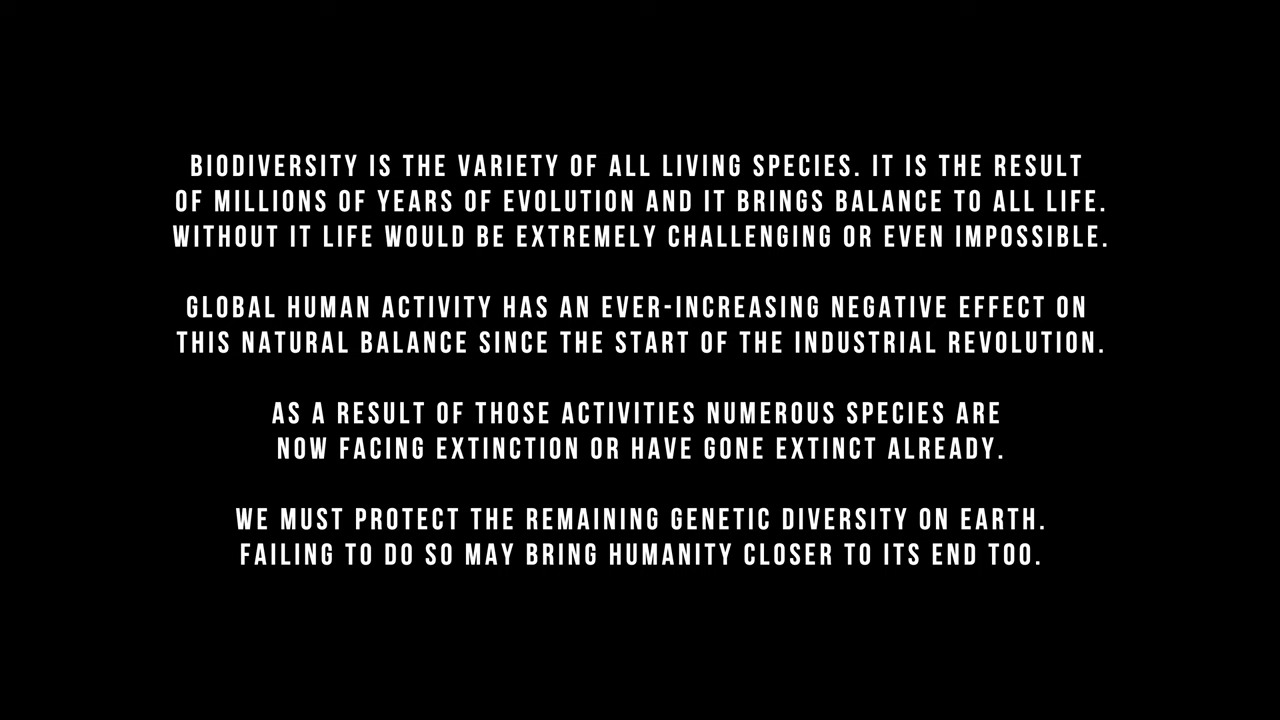 BIODIVERSITY IS THE VARIETY OF ALL LIVING SPECIES. IT IS THE RESULT
OF MILLIONS OF YEARS OF EVOLUTION AND IT BRINGS BALANCE TO ALL LIFE.
WITHOUT IT LIFE WOULD BE EXTREMELY CHALLENGING OR EVEN IMPOSSIBLE.
GLOBAL HUMAN ACTIVITY HAS AN EVER-INCREASING NEGATIVE EFFECT ON
THIS NATURAL BALANCE SINCE THE START OF THE INDUSTRIAL REVOLUTION.
AS A RESULT OF THOSE ACTIVITIES NUMEROUS SPECIES ARE
NOW FACING EXTINCTION OR HAVE GONE EXTINCT ALREADY.
WE MUST PROTECT THE REMAINING GENETIC DIVERSITY ON EARTH.
FAILING TO DO SO MAY BRING HUMANITY CLOSER TO ITS END TOO.